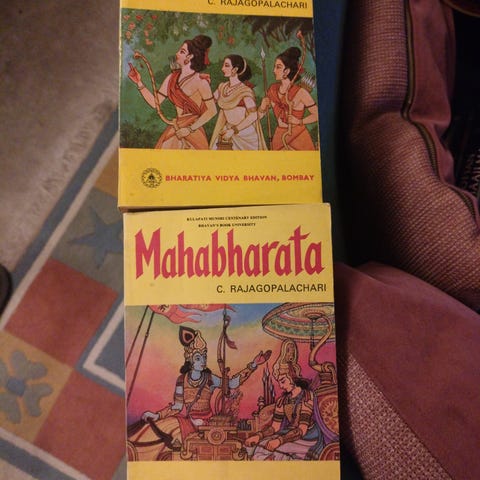 C. RAJAGOPALACHARI
BHARATIYA VIDYA BHAVAN, BOMBAY
KULAPATI MUNSHI CENTENARY EDITION
BHAVAN'S BOOK UNIVERSITY
Mahabharata
C. RAJAGOPALACHARI